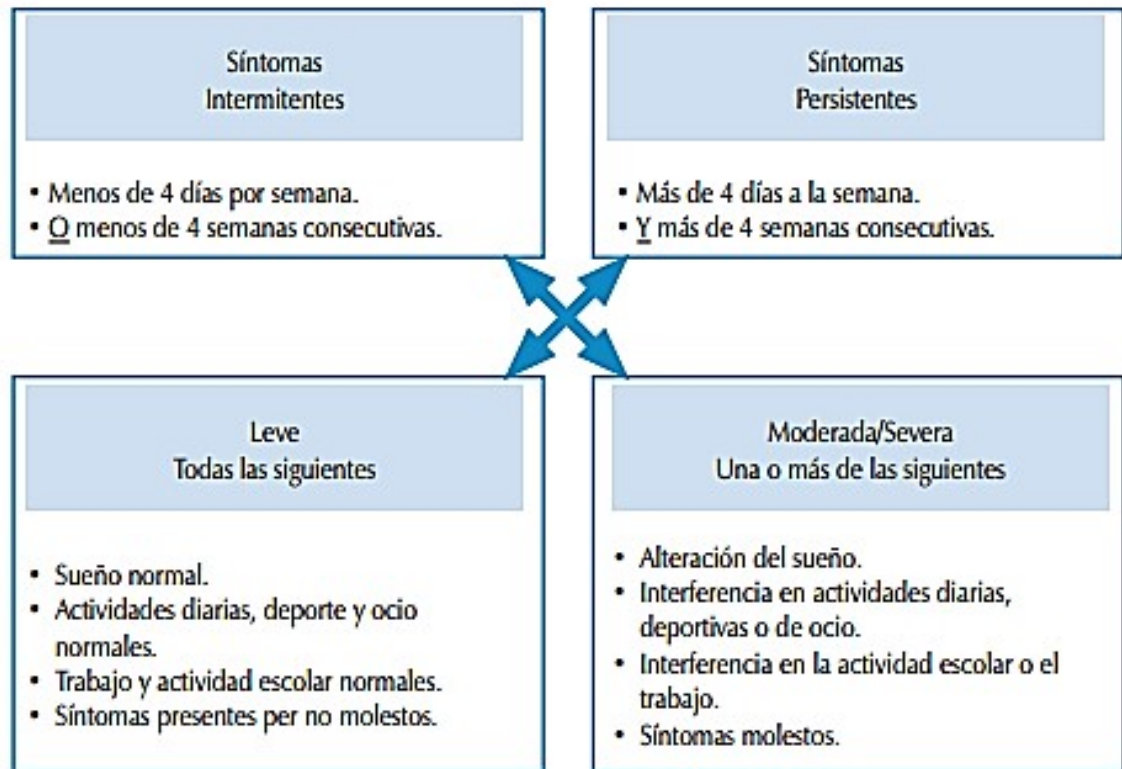 Síntomas
Intermitentes
• Menos de 4 días por semana.
• O menos de 4 semanas consecutivas.
Síntomas
Persistentes
• Más de 4 días a la semana.
• Y más de 4 semanas consecutivas.
Leve
Todas las siguientes
• Sueño normal.
• Actividades diarias, deporte y ocio
normales.
• Trabajo y actividad escolar normales.
• Síntomas presentes per no molestos.
Moderada/Severa
Una o más de las siguientes
• Alteración del sueño.
• Interferencia en actividades diarias,
deportivas o de ocio.
• Interferencia en la actividad escolar o el
trabajo.
• Síntomas molestos.